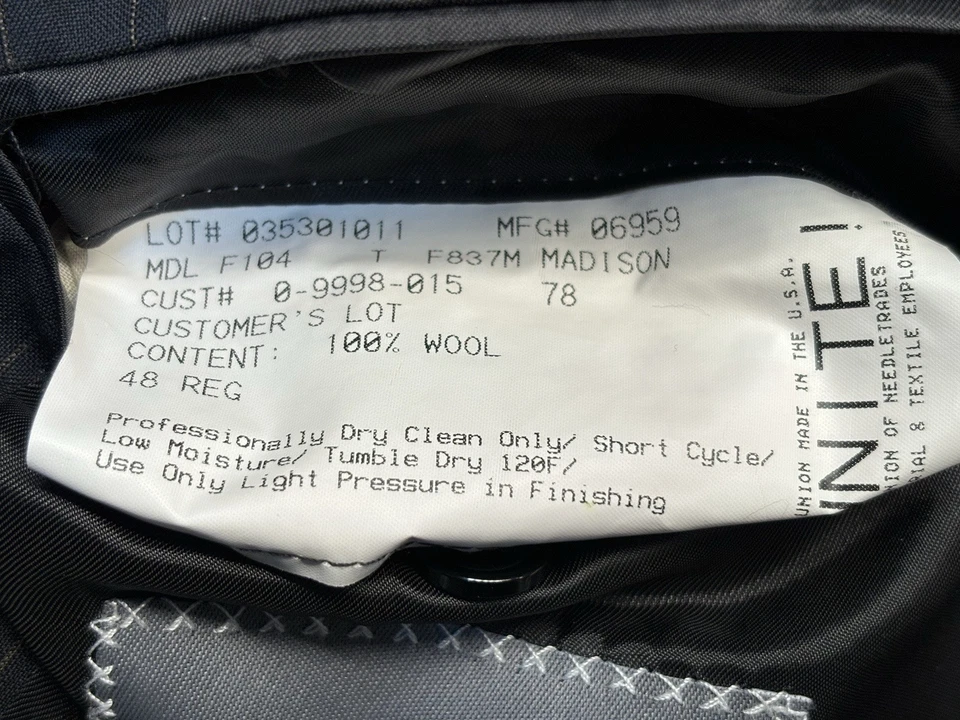 LOT# 035301011 MFG# 06959
MDL F104 T F837M MADISON
CUST# 0-9998-015 78
CUSTOMER'S LOT
CONTENT: 100% WOOL
48 REG
Professionally Dry Clean Only/ Short Cycle/
Low Moisture/ Tumble Dry 120F/
Use Only Light Pressure in Finishing
UNION MADE IN THE U.S.A.
UNITE!
UNION OF NEEDLETRADES
& TEXTILE EMPLOYEES